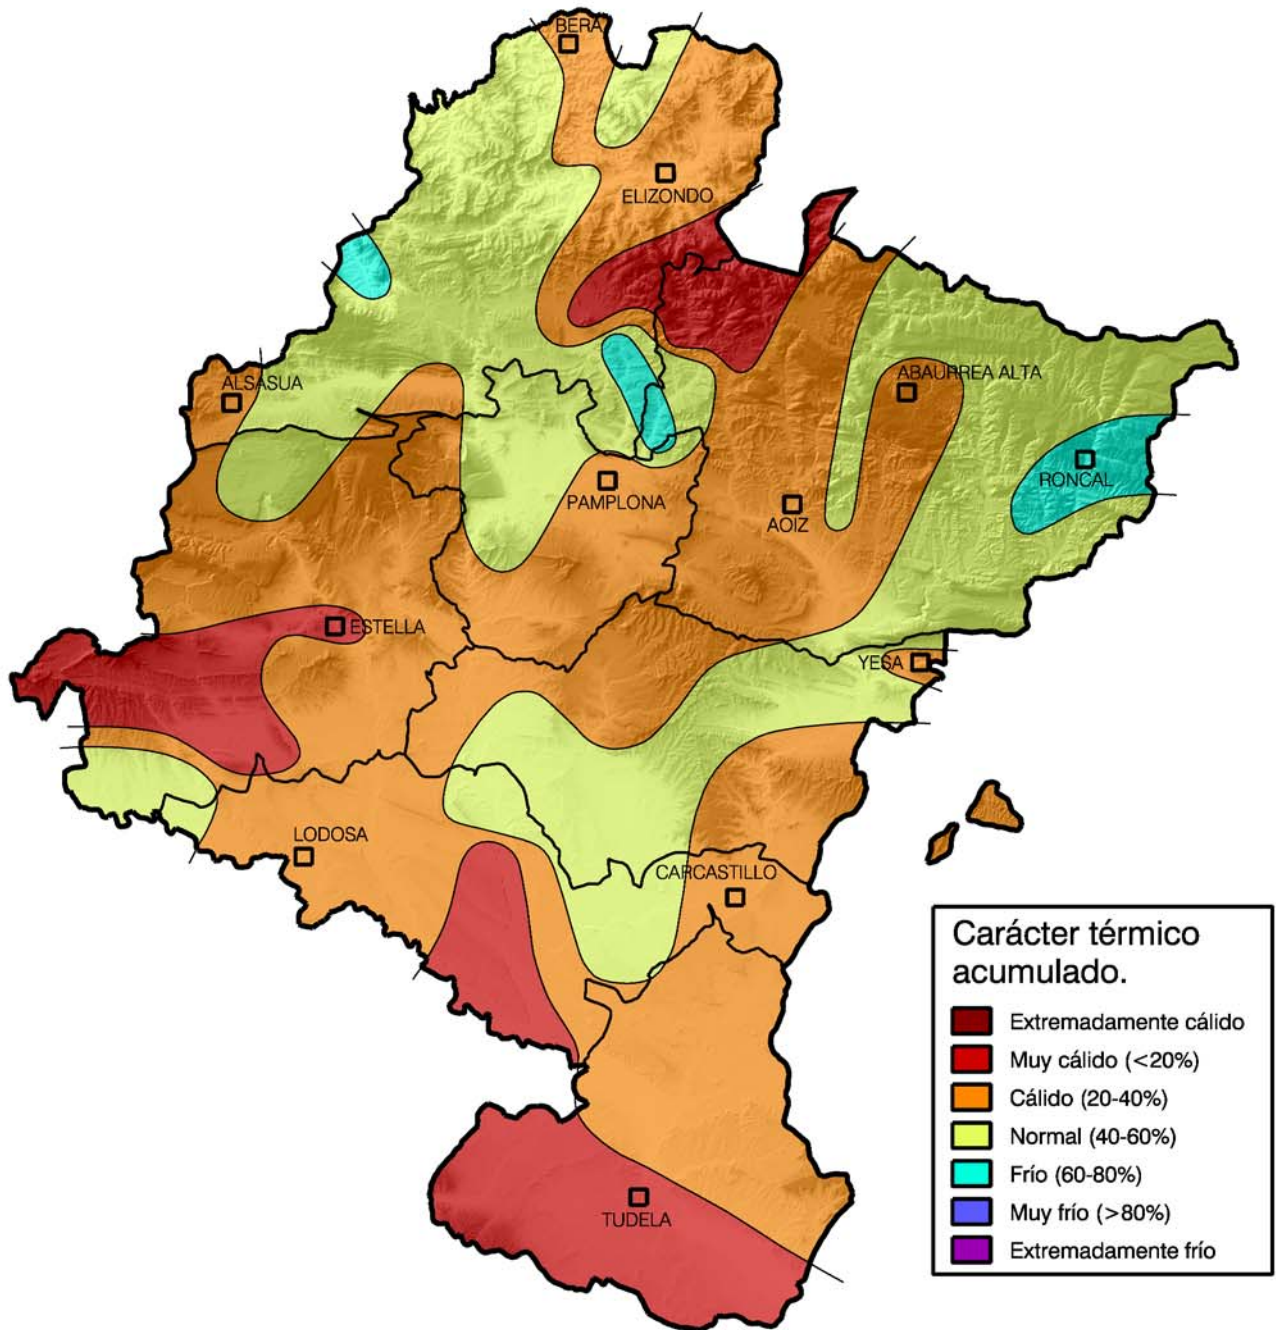 BERA
ELIZONDO
ALSASUA
ABAURREA ALTA
RONCAL
PAMPLONA
AOIZ
ESTELLA
YESA
LODOSA
CARCASTILLO
TUDELA
Carácter térmico
acumulado.
Extremadamente cálido
Muy cálido (<20%)
Cálido (20-40%)
Normal (40-60%)
Frío (60-80%)
Muy frío (>80%)
Extremadamente frío